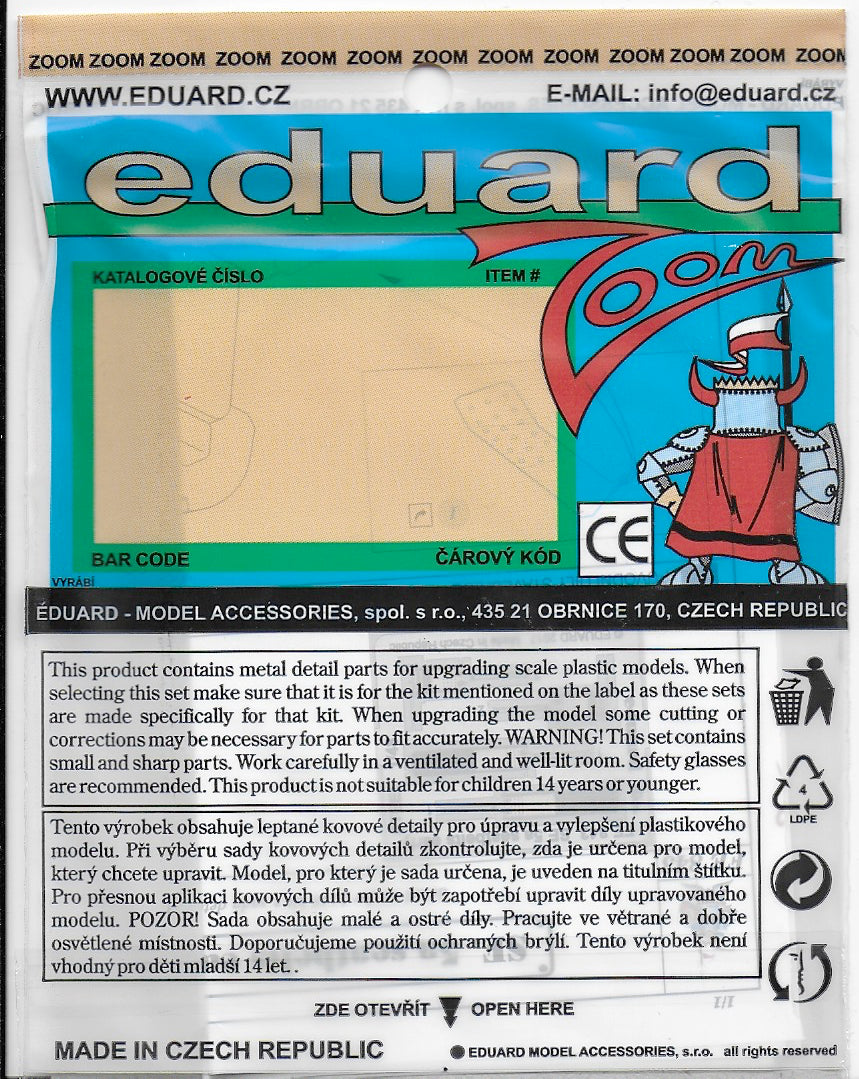 ZOOM ZOOM ZOOM ZOOM ZOOM ZOOM ZOOM ZOOM ZOOM ZOOM ZOOM ZOOM ZOOM
WWW.EDUARD.CZ E-MAIL: info@eduard.cz
eduard
Zoom
KATALOGOVÉ ČÍSLO ITEM #
BAR CODE ČÁROVÝ KÓD
CE
VYRÁBÍ
EDUARD - MODEL ACCESSORIES, spol. s r.o., 435 21 OBRNICE 170, CZECH REPUBLIC
This product contains metal detail parts for upgrading scale plastic models. When
selecting this set make sure that it is for the kit mentioned on the label as these sets
are made specifically for that kit. When upgrading the model some cutting or
corrections may be necessary for parts to fit accurately. WARNING! This set contains
small and sharp parts. Work carefully in a ventilated and well-lit room. Safety glasses
are recommended. This product is not suitable for children 14 years or younger.
4
LDPE
Tento výrobek obsahuje leptané kovové detaily pro úpravu a vylepšení plastikového
modelu. Při výběru sady kovových detailů zkontrolujte, zda je určena pro model,
který chcete upravit. Model, pro který je sada určena, je uveden na titulním štítku.
Pro přesnou aplikaci kovových dílů může být zapotřebí upravit díly upravovaného
modelu. POZOR! Sada obsahuje malé a ostré díly. Pracujte ve větrané a dobře
osvětlené místnosti. Doporučujeme použití ochraných brýlí. Tento výrobek není
vhodný pro děti mladší 14 let. .
ZDE OTEVŘÍT OPEN HERE
1/1
MADE IN CZECH REPUBLIC EDUARD MODEL ACCESSORIES, s.r.o. all rights reserved